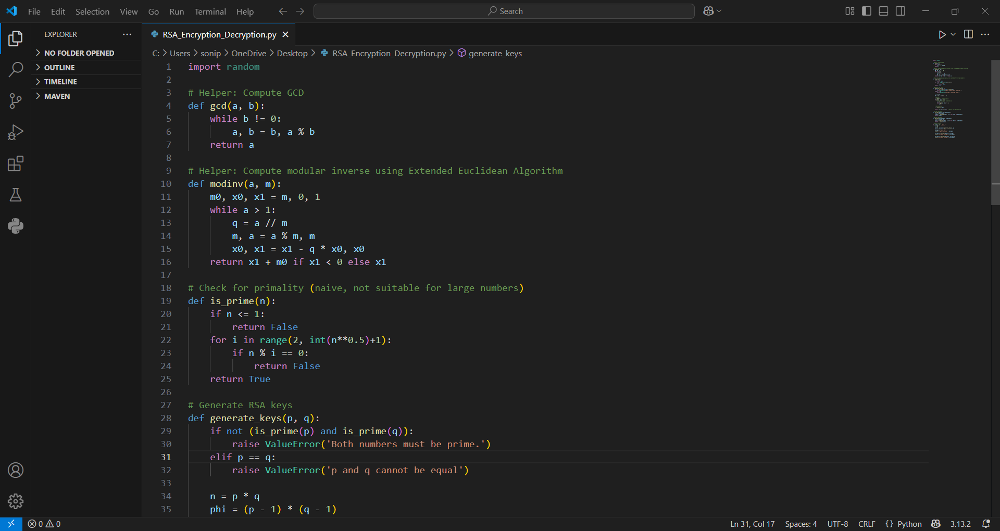 File Edit Selection View Go Run Terminal Help
Search
EXPLORER
NO FOLDER OPENED
OUTLINE
TIMELINE
MAVEN
RSA_Encryption_Decryption.py
C: > Users > sonip > OneDrive > Desktop > RSA_Encryption_Decryption.py > generate_keys
1 import random
2
3 # Helper: Compute GCD
4 def gcd(a, b):
5     while b != 0:
6         a, b = b, a % b
7     return a
8
9 # Helper: Compute modular inverse using Extended Euclidean Algorithm
10 def modinv(a, m):
11     m0, x0, x1 = m, 0, 1
12     while a > 1:
13         q = a // m
14         m, a = a % m, m
15         x0, x1 = x1 - q * x0, x0
16     return x1 + m0 if x1 < 0 else x1
17
18 # Check for primality (naive, not suitable for large numbers)
19 def is_prime(n):
20     if n <= 1:
21         return False
22     for i in range(2, int(n**0.5)+1):
23         if n % i == 0:
24             return False
25     return True
26
27 # Generate RSA keys
28 def generate_keys(p, q):
29     if not (is_prime(p) and is_prime(q)):
30         raise ValueError('Both numbers must be prime.')
31     elif p == q:
32         raise ValueError('p and q cannot be equal')
33
34     n = p * q
35     phi = (p - 1) * (q - 1)
0 0
Ln 31, Col 17 Spaces: 4 UTF-8 CRLF {} Python 3.13.2